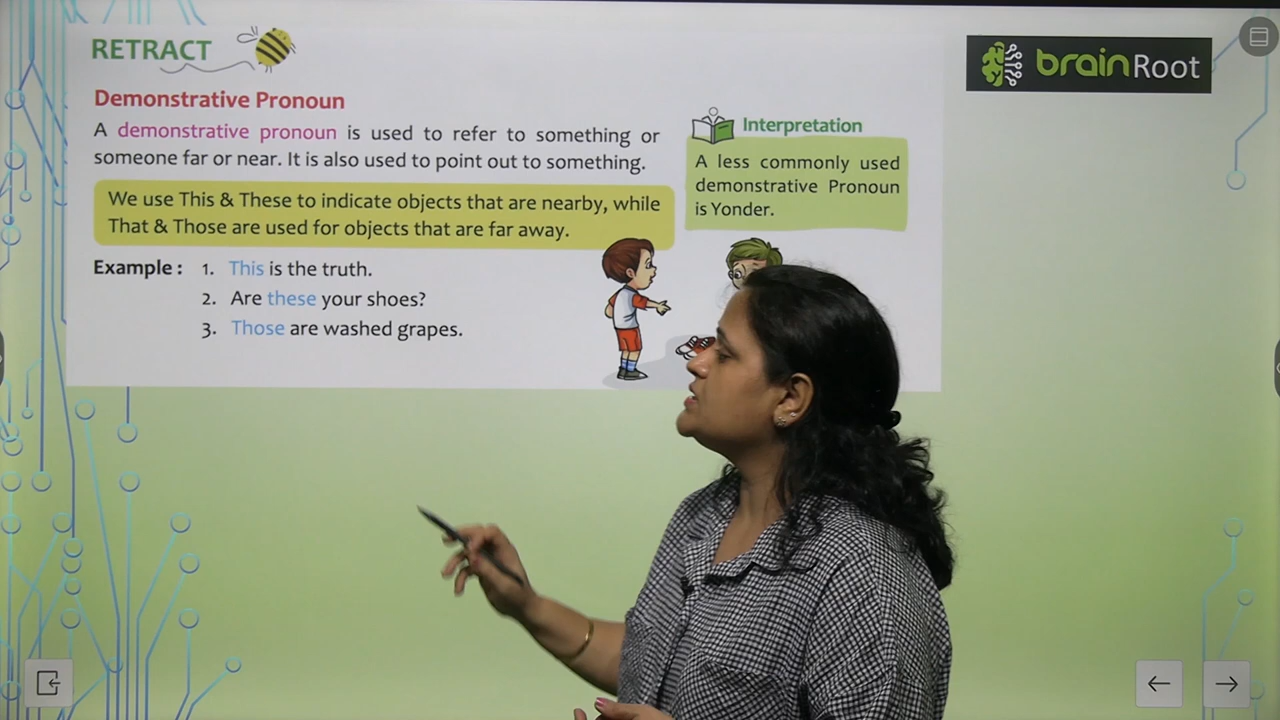 RETRACT
brainRoot
Demonstrative Pronoun
A demonstrative pronoun is used to refer to something or
someone far or near. It is also used to point out to something.
We use This & These to indicate objects that are nearby, while
That & Those are used for objects that are far away.
Interpretation
A less commonly used
demonstrative Pronoun
is Yonder.
Example : 1. This is the truth.
2. Are these your shoes?
3. Those are washed grapes.